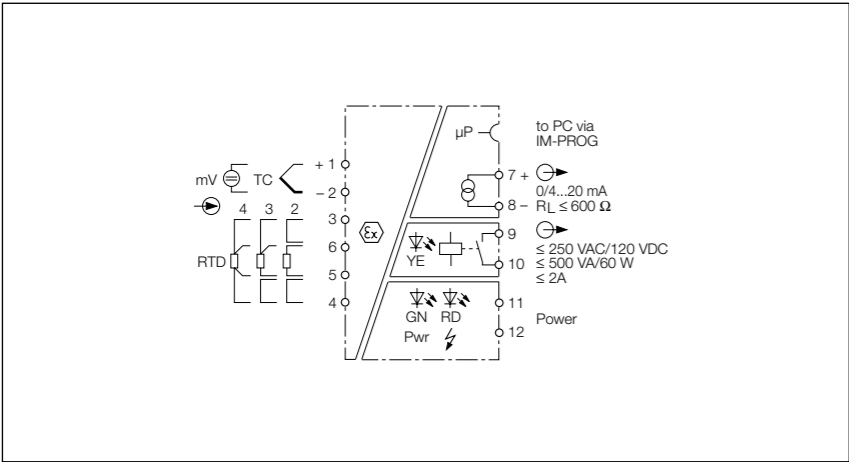 to PC via
IM-PROG
µP
+ 1
mV TC
– 2
7 +
0/4...20 mA
8 –
RL ≤ 600 Ω
4 3 2
3
Ex
9
6
RTD
YE
≤ 250 VAC/120 VDC
10
≤ 500 VA/60 W
5
≤ 2A
4
11
GN RD
Power
Pwr
12